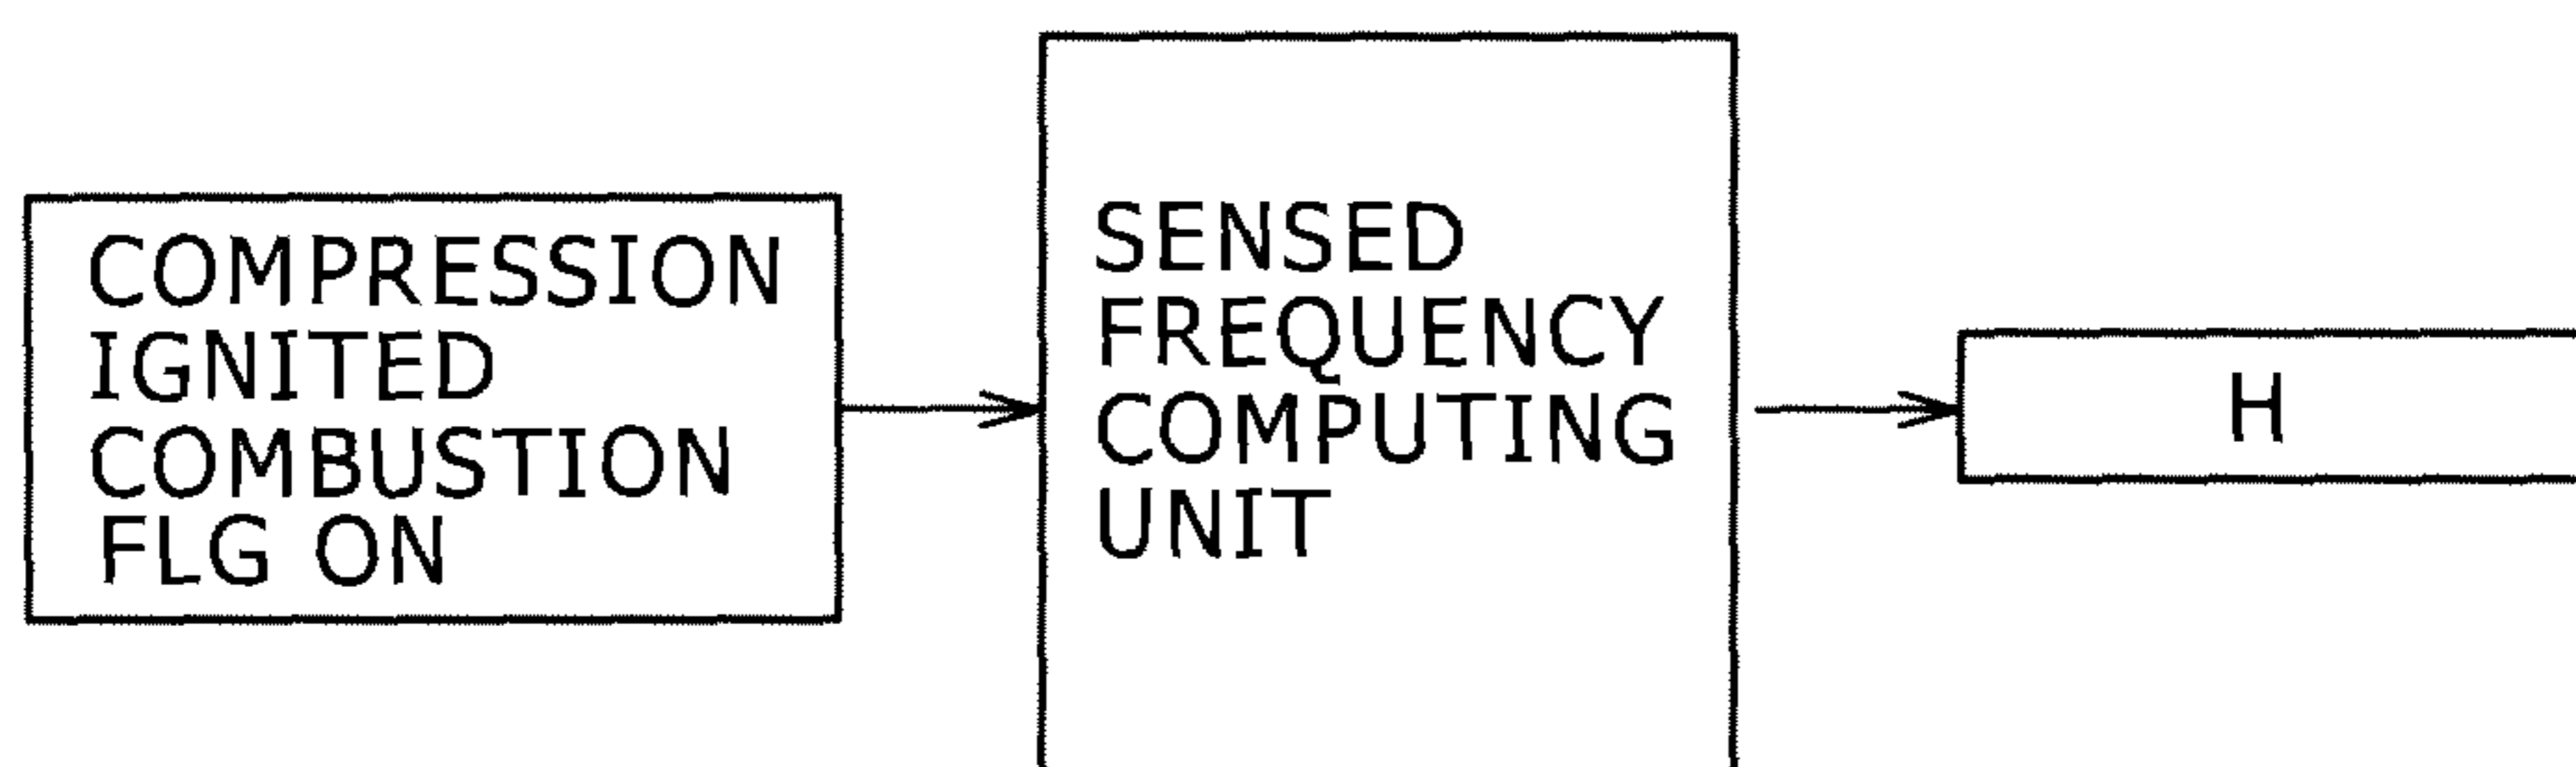 COMPRESSION
IGNITED
COMBUSTION
FLG ON
SENSED
FREQUENCY
COMPUTING
UNIT
H